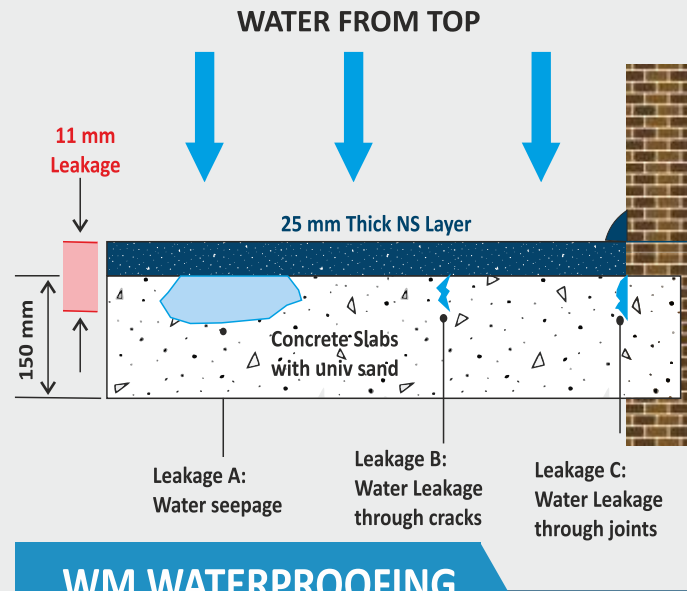 WATER FROM TOP
11 mm
Leakage
25 mm Thick NS Layer
150 mm
Concrete Slabs
with univ sand
Leakage A:
Water seepage
Leakage B:
Water Leakage
through cracks
Leakage C:
Water Leakage
through joints
WM WATERPROOFING